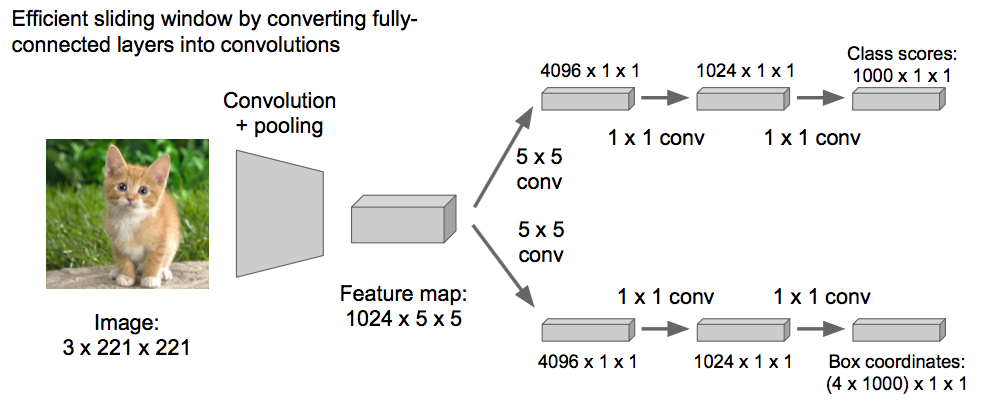 Efficient sliding window by converting fully-
connected layers into convolutions
Convolution
+ pooling
Image:
3 x 221 x 221
Feature map:
1024 x 5 x 5
5 x 5
conv
4096 x 1 x 1
1 x 1 conv
1024 x 1 x 1
1 x 1 conv
Class scores:
1000 x 1 x 1
5 x 5
conv
4096 x 1 x 1
1 x 1 conv
1024 x 1 x 1
1 x 1 conv
Box coordinates:
(4 x 1000) x 1 x 1